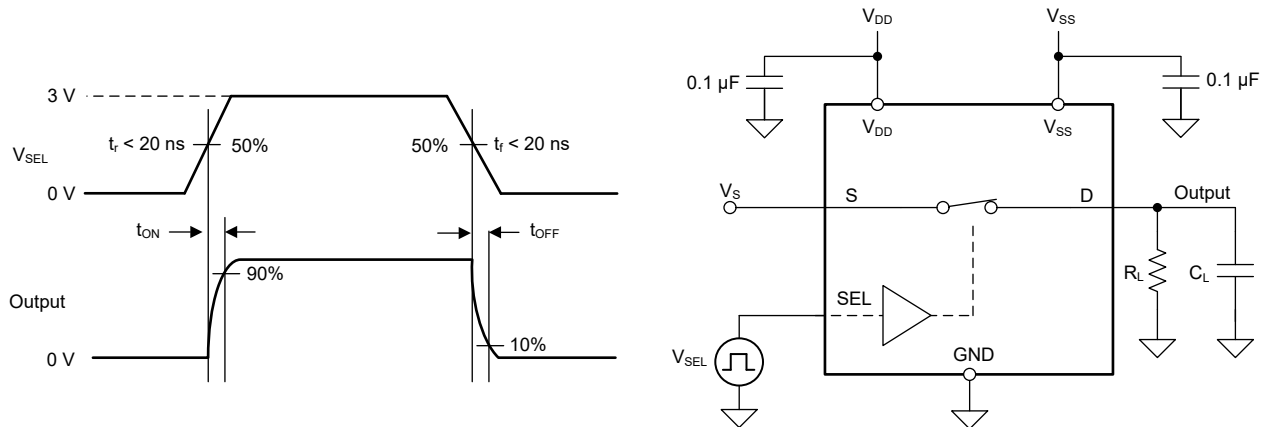 3 V
V_SEL
0 V
t_r < 20 ns
50%
50%
t_f < 20 ns
t_ON
t_OFF
90%
Output
0 V
10%
V_DD
V_SS
0.1 µF
0.1 µF
V_DD
V_SS
V_S
S
D
Output
R_L
C_L
SEL
V_SEL
GND